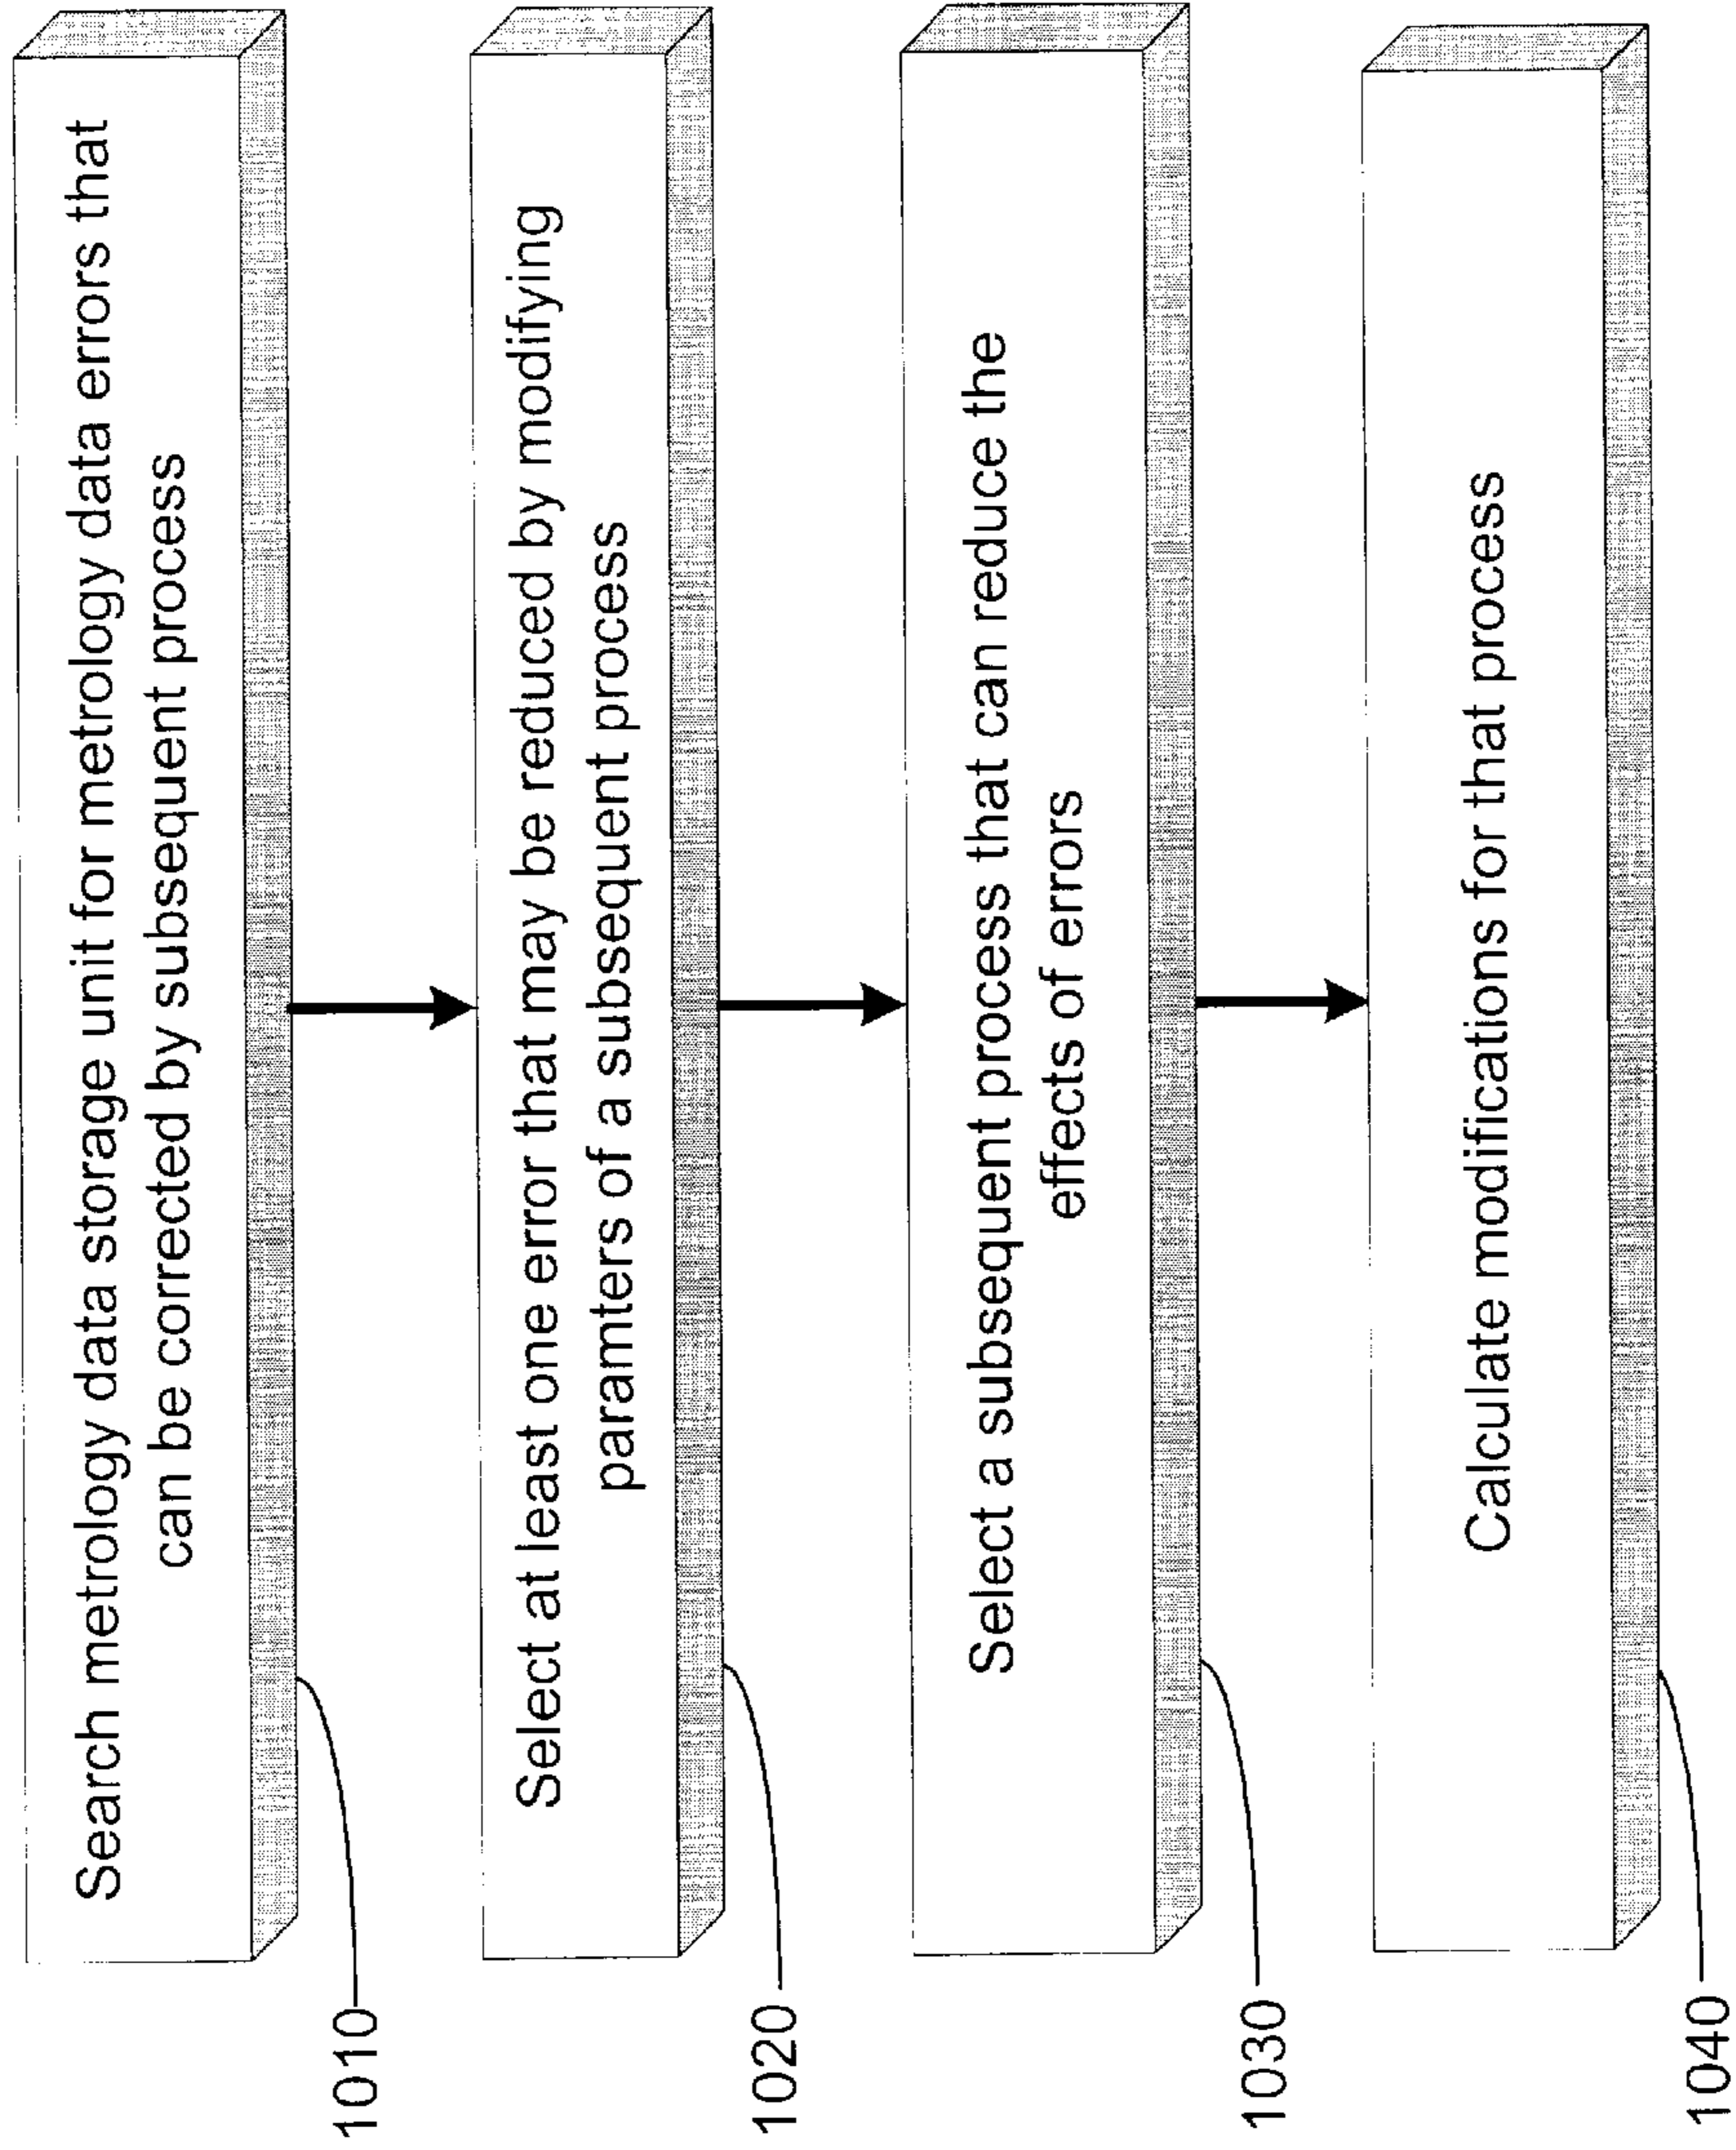 Search metrology data storage unit for metrology data errors that
can be corrected by subsequent process
1010
Select at least one error that may be reduced by modifying
paramters of a subsequent process
1020
Select a subsequent process that can reduce the
effects of errors
1030
Calculate modifications for that process
1040